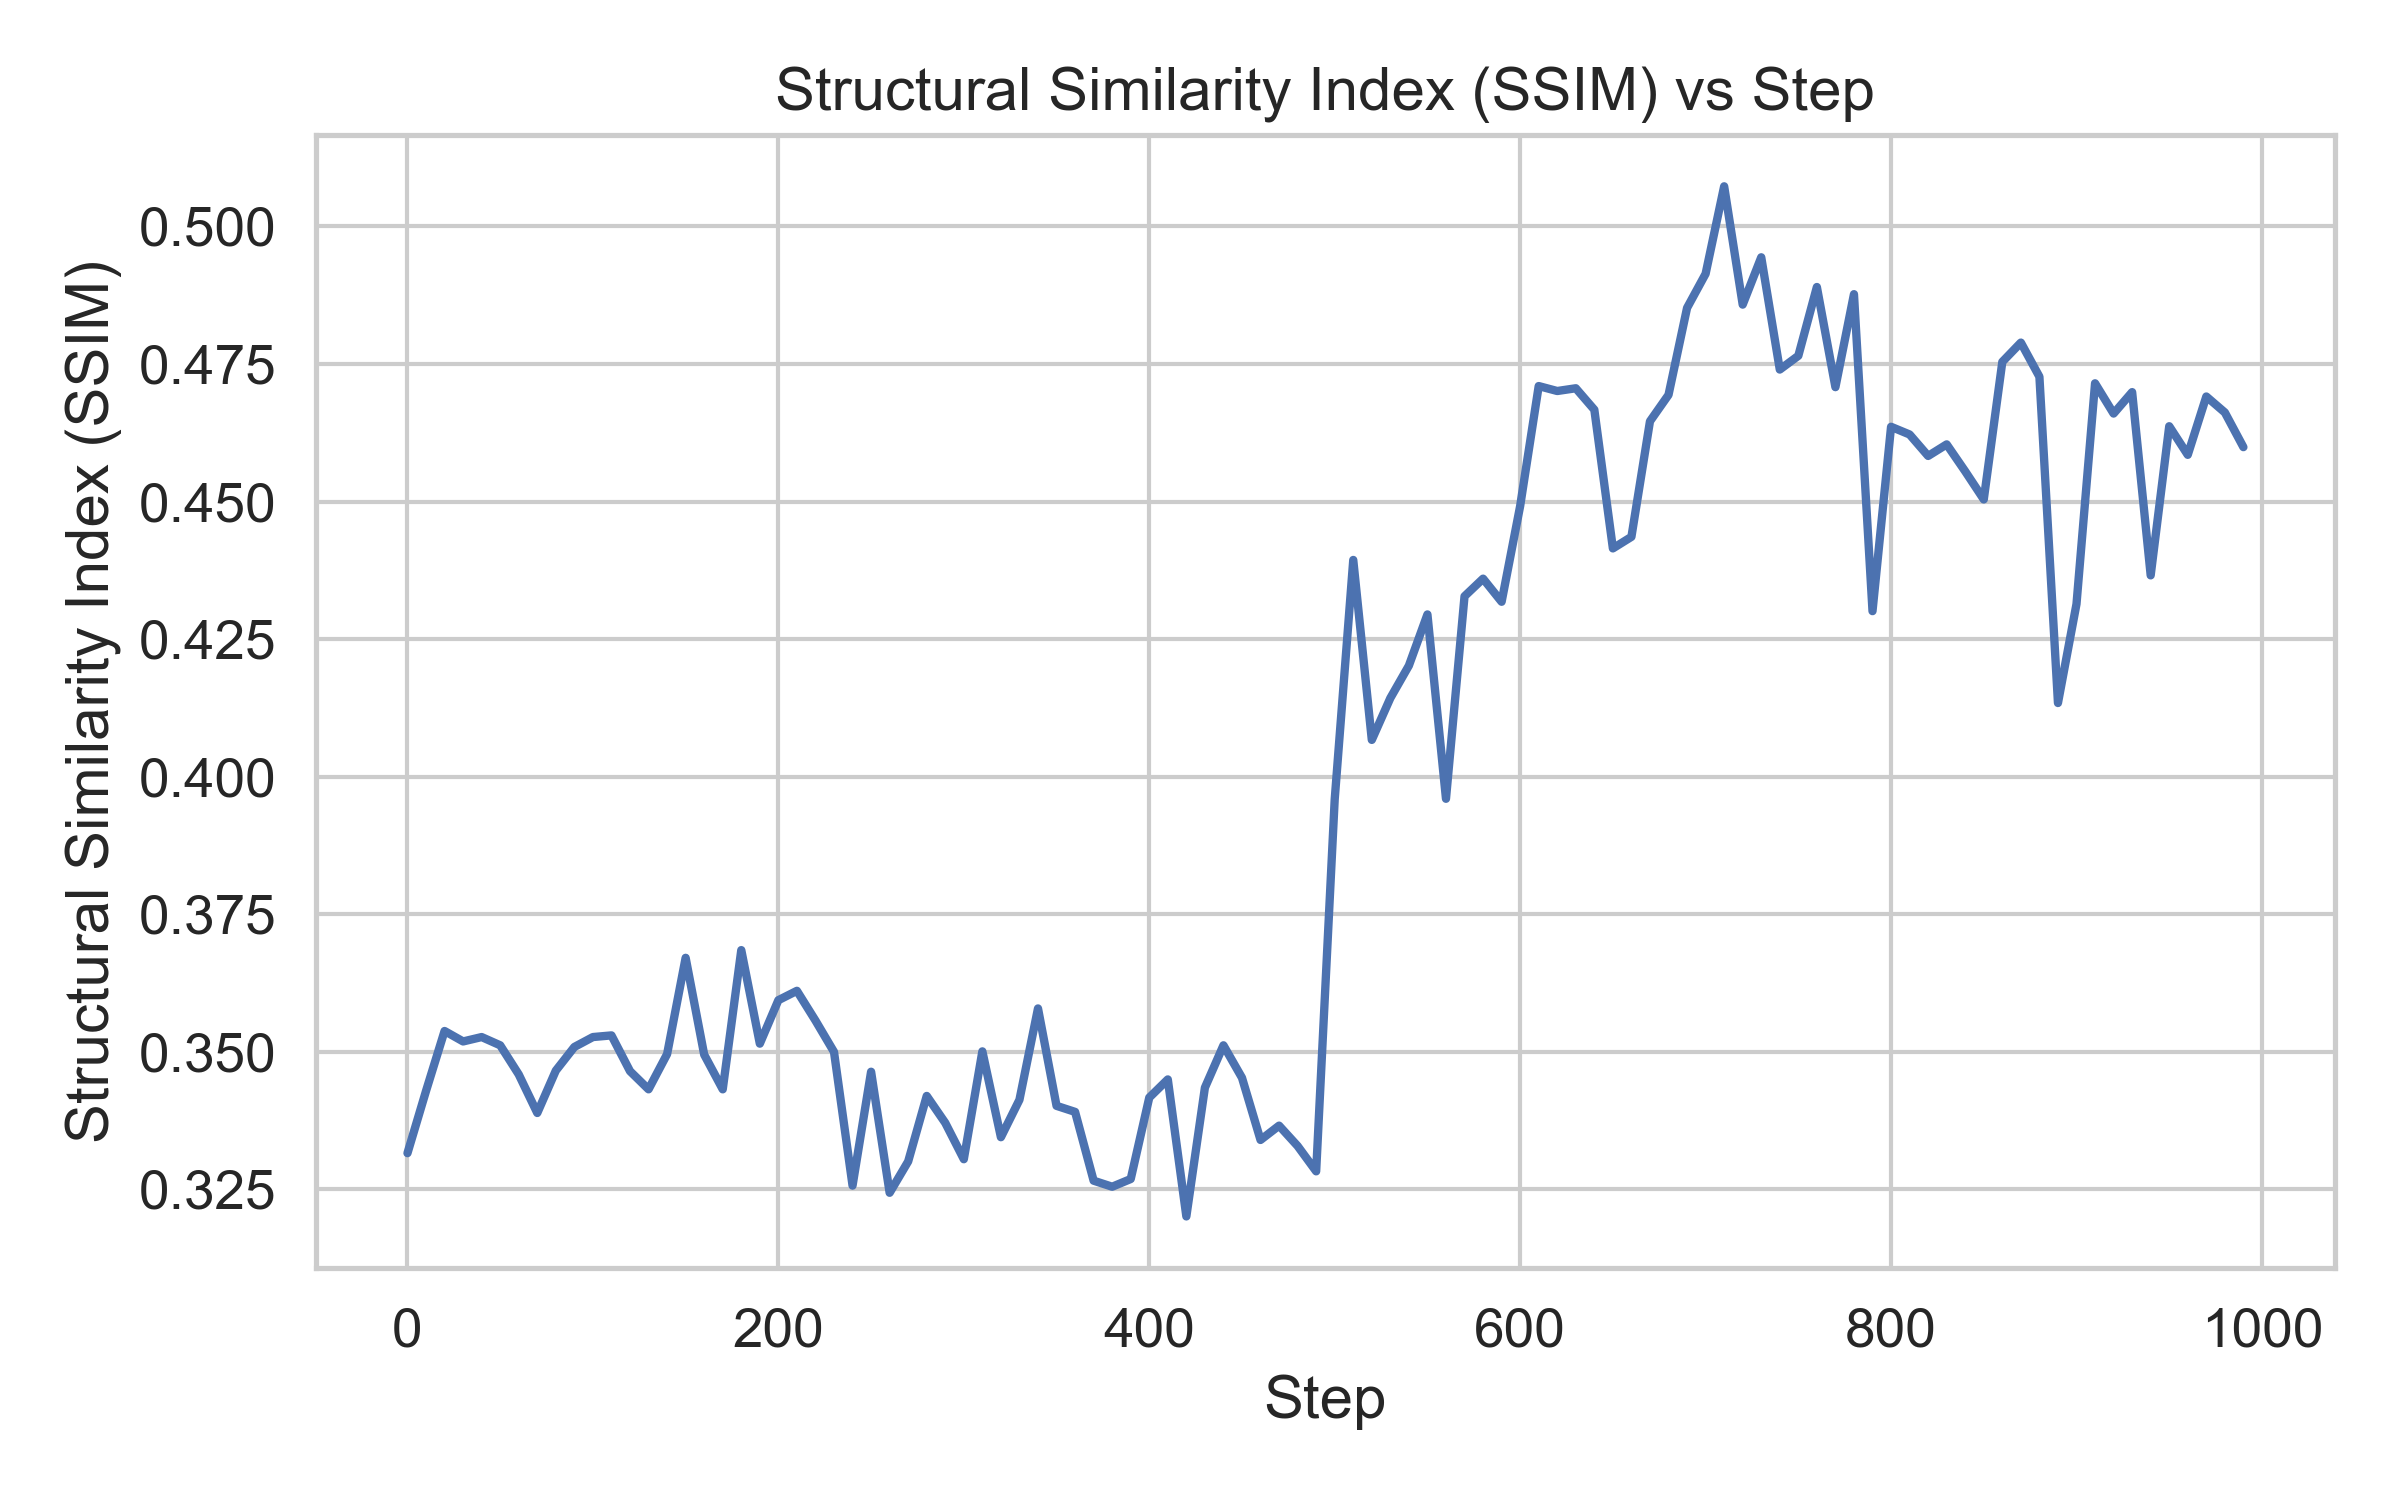 Structural Similarity Index (SSIM) vs Step
Structural Similarity Index (SSIM)
0.500
0.475
0.450
0.425
0.400
0.375
0.350
0.325
0 200 400 600 800 1000
Step